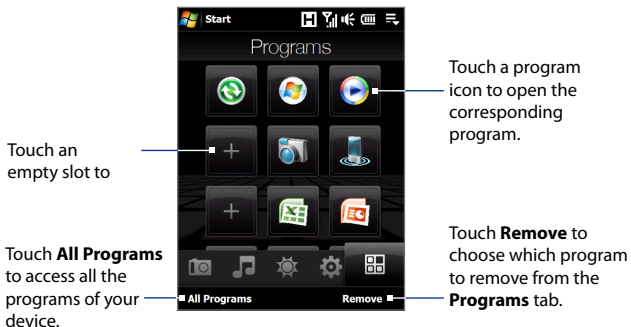 Start
Programs
Touch a program
icon to open the
corresponding
program.
Touch an
empty slot to
Touch All Programs
to access all the
programs of your
device.
Touch Remove to
choose which program
to remove from the
Programs tab.
All Programs
Remove